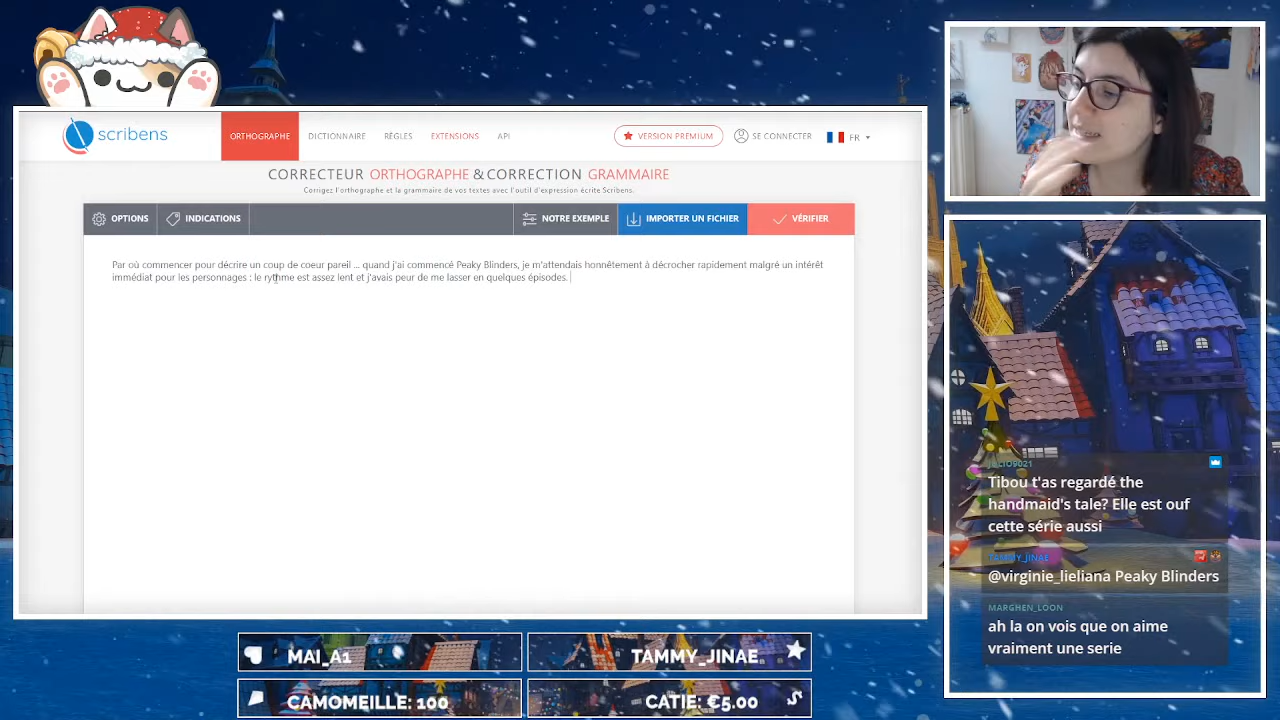 scribens
ORTHOGRAPHE
DICTIONNAIRE
RÈGLES
EXTENSIONS
API
VERSION PREMIUM
SE CONNECTER
FR
CORRECTEUR ORTHOGRAPHE & CORRECTION GRAMMAIRE
Corrigez l'orthographe et la grammaire de vos textes avec l'outil d'expression écrite Scribens.
OPTIONS
INDICATIONS
NOTRE EXEMPLE
IMPORTER UN FICHIER
VÉRIFIER
Par où commencer pour décrire un coup de coeur pareil ... quand j'ai commencé Peaky Blinders, je m'attendais honnêtement à décrocher rapidement malgré un intérêt
immédiat pour les personnages : le rythme est assez lent et j'avais peur de me lasser en quelques épisodes.
Tibou t'as regardé the
handmaid's tale? Elle est ouf
cette série aussi
TAMMY_JINAE
@virginie_lieliana Peaky Blinders
MARGHEN_LOON
ah la on vois que on aime
vraiment une serie
MAI_A1
TAMMY_JINAE
CAMOMEILLE: 100
CATIE: €5.00